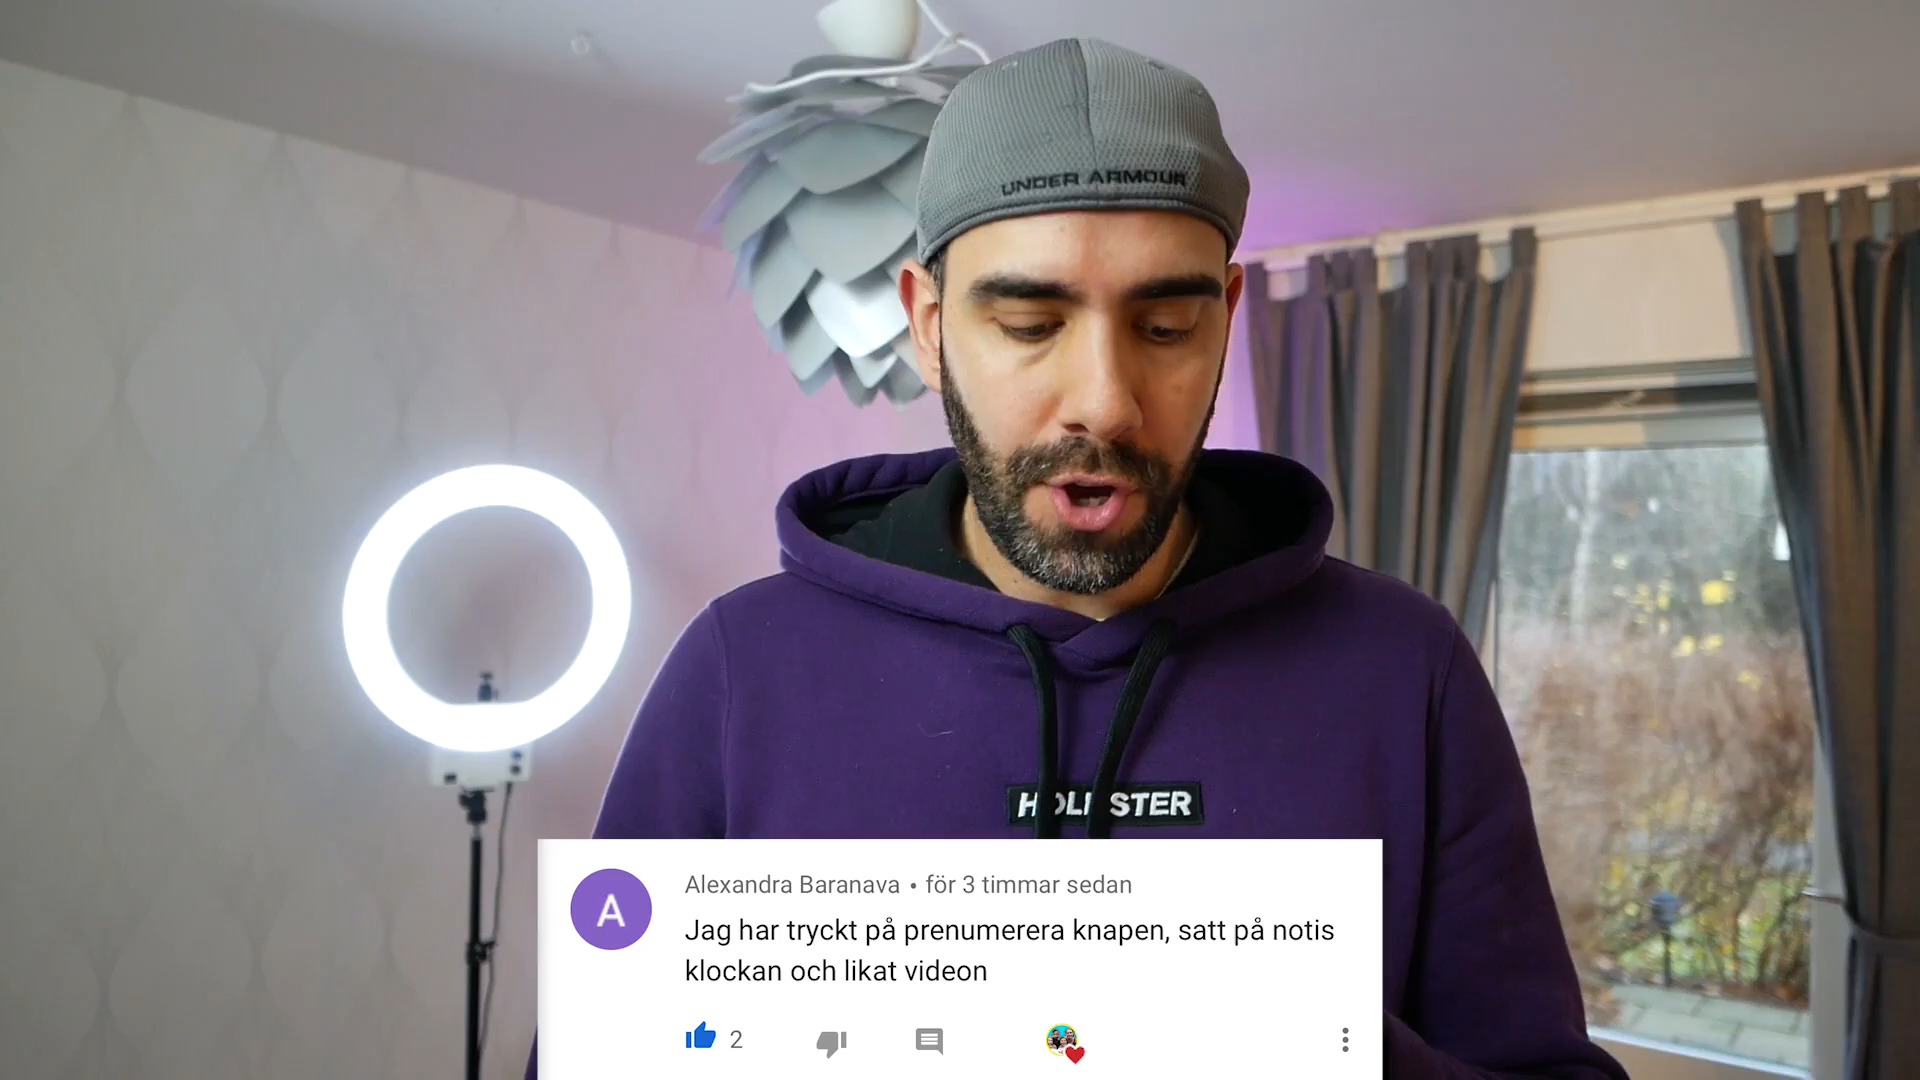 UNDER ARMOUR
HOLLISTER
A
Alexandra Baranava • för 3 timmar sedan
Jag har tryckt på prenumerera knapen, satt på notis
klockan och likat videon
2